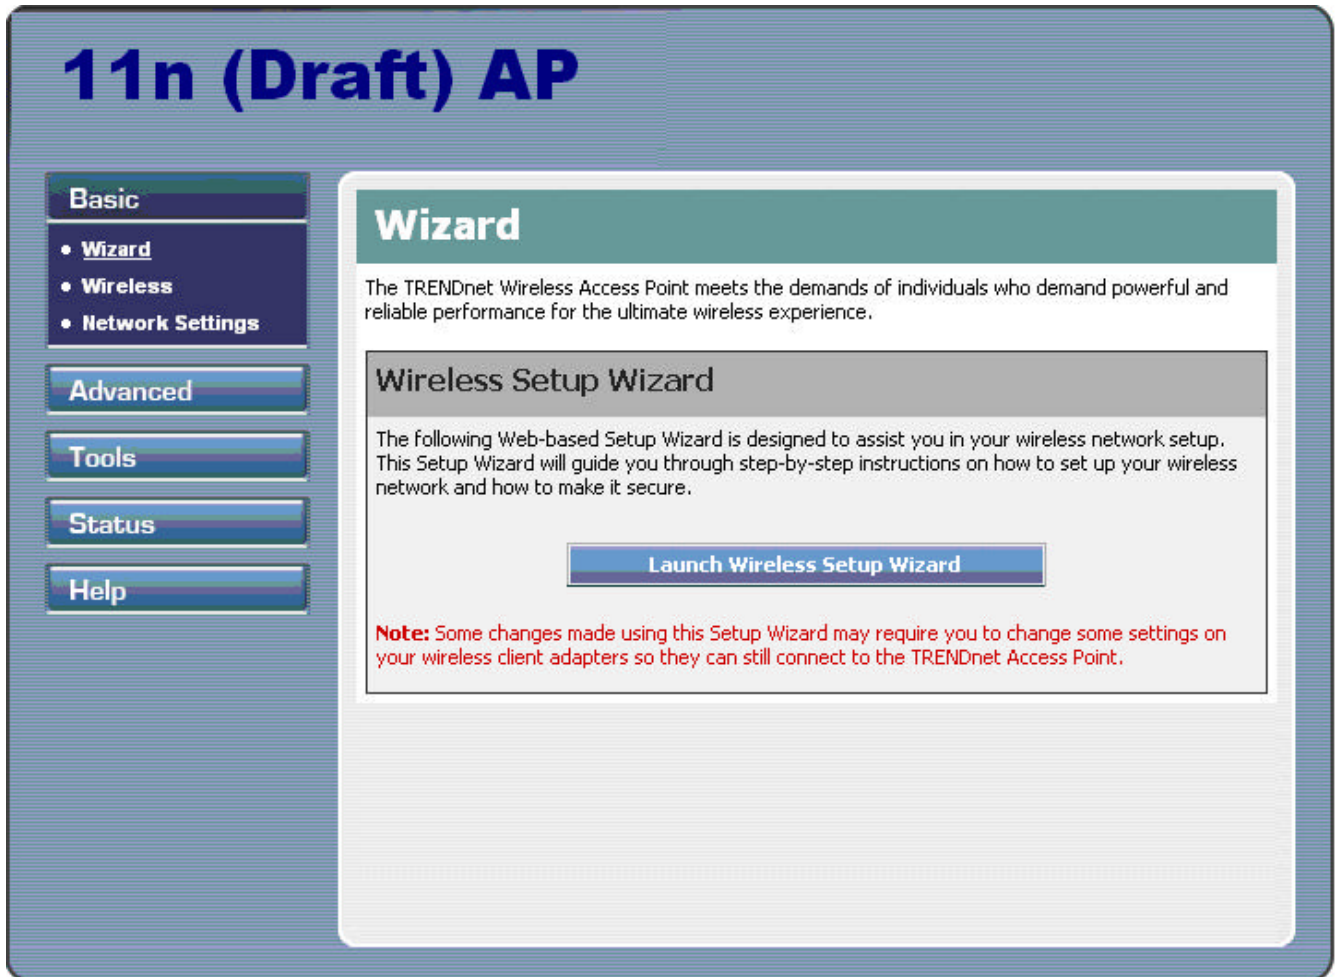 11n (Draft) AP
Basic
• Wizard
• Wireless
• Network Settings
Advanced
Tools
Status
Help
Wizard
The TRENDnet Wireless Access Point meets the demands of individuals who demand powerful and
reliable performance for the ultimate wireless experience.
Wireless Setup Wizard
The following Web-based Setup Wizard is designed to assist you in your wireless network setup.
This Setup Wizard will guide you through step-by-step instructions on how to set up your wireless
network and how to make it secure.
Launch Wireless Setup Wizard
Note: Some changes made using this Setup Wizard may require you to change some settings on
your wireless client adapters so they can still connect to the TRENDnet Access Point.